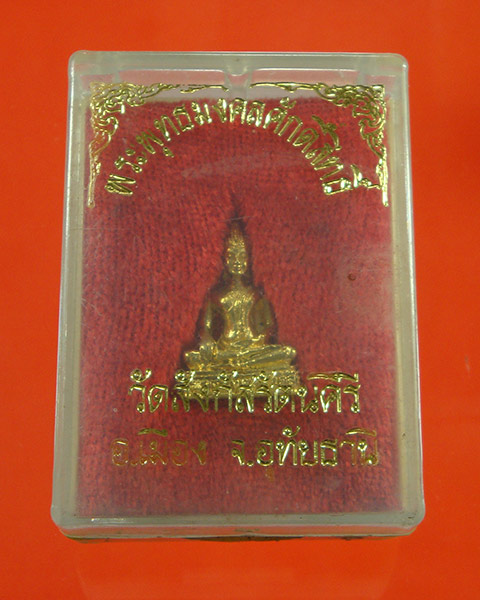 พระพุทธมงคลศักดิ์สิทธิ์
วัดสังกัสรัตนคีรี
อ.เมือง จ.อุทัยธานี